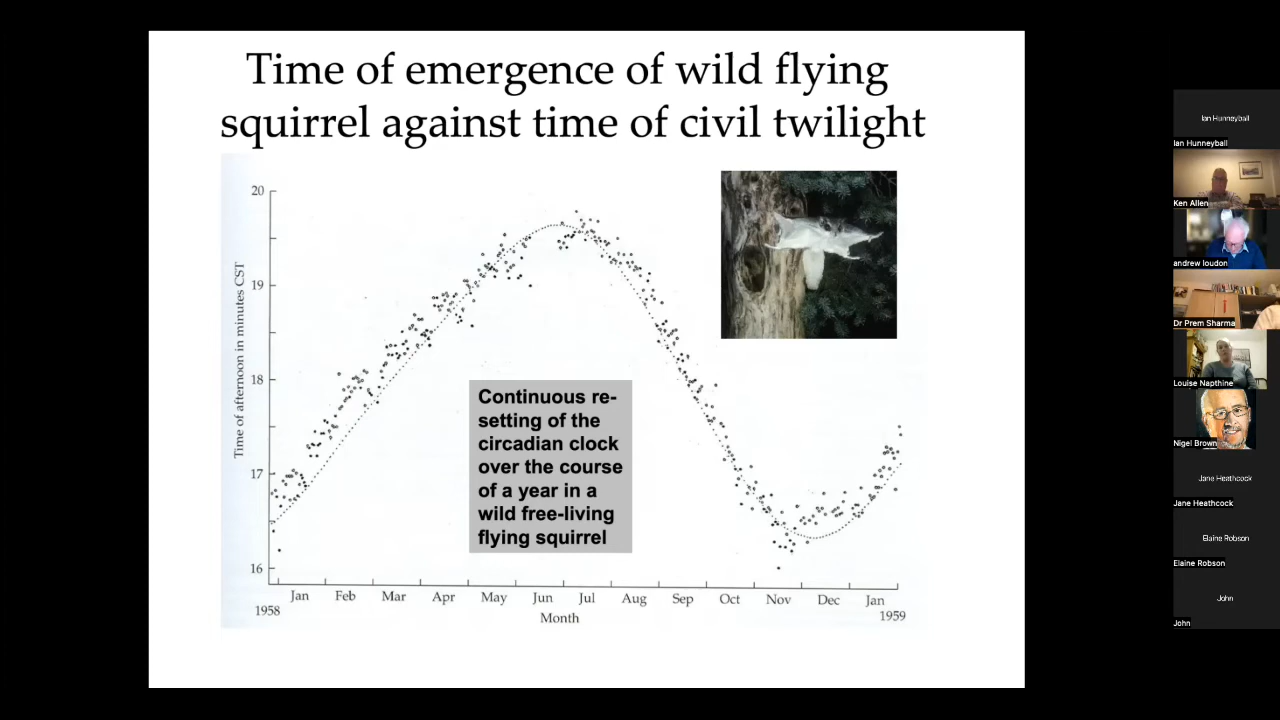 Time of emergence of wild flying
squirrel against time of civil twilight
20
19
18
17
16
Time of afternoon in minutes CST
Jan Feb Mar Apr May Jun Jul Aug Sep Oct Nov Dec Jan
1958 Month 1959
Continuous re-
setting of the
circadian clock
over the course
of a year in a
wild free-living
flying squirrel
Ian Hunneyball
Ian Hunneyball
Ken Allen
andrew loudon
Dr Prem Sharma
Louise Napthine
Nigel Brown
Jane Heathcock
Jane Heathcock
Elaine Robson
Elaine Robson
John
John